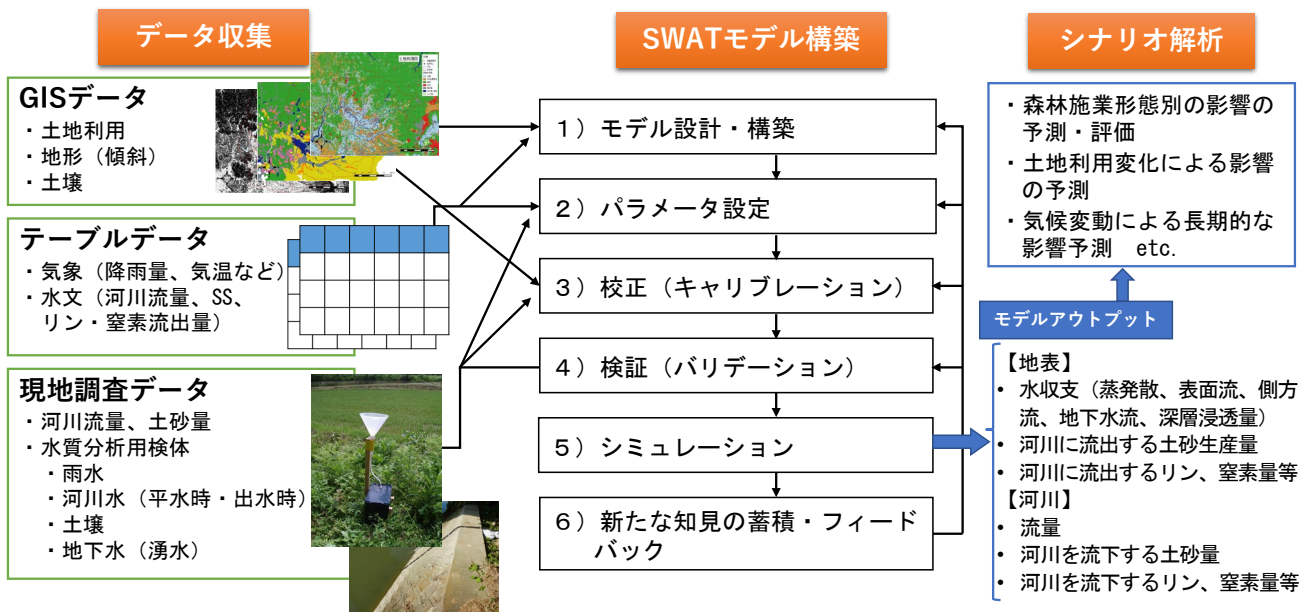 データ収集
GISデータ
・土地利用
・地形（傾斜）
・土壌
テーブルデータ
・気象（降雨量、気温など）
・水文（河川流量、SS、
リン・窒素流出量）
現地調査データ
・河川流量、土砂量
・水質分析用検体
・雨水
・河川水（平水時・出水時）
・土壌
・地下水（湧水）
SWATモデル構築
１）モデル設計・構築
２）パラメータ設定
３）校正（キャリブレーション）
４）検証（バリデーション）
５）シミュレーション
６）新たな知見の蓄積・フィード
バック
シナリオ解析
・森林施業形態別の影響の
予測・評価
・土地利用変化による影響
の予測
・気候変動による長期的な
影響予測　etc.
モデルアウトプット
【地表】
• 水収支（蒸発散、表面流、側方
流、地下水流、深層浸透量）
• 河川に流出する土砂生産量
• 河川に流出するリン、窒素量等
【河川】
• 流量
• 河川を流下する土砂量
• 河川を流下するリン、窒素量等